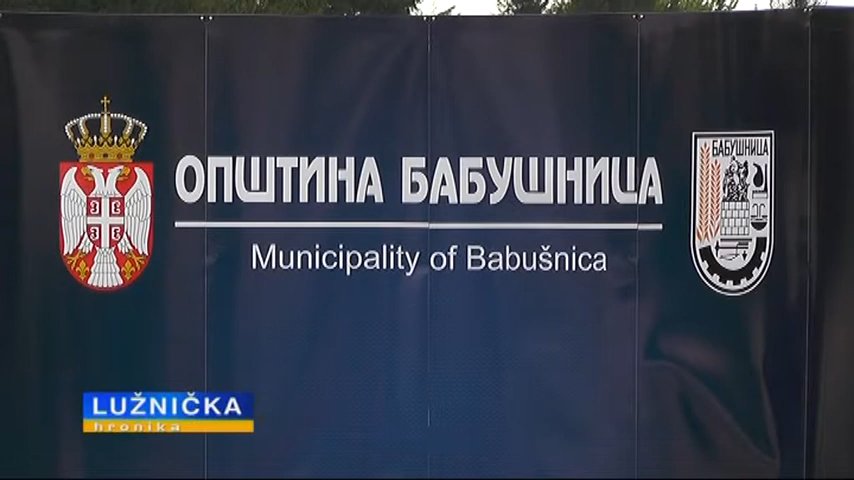 ОПШТИНА БАБУШНИЦА
Municipality of Babušnica
БАБУШНИЦА
LUŽNIČKA
hronika